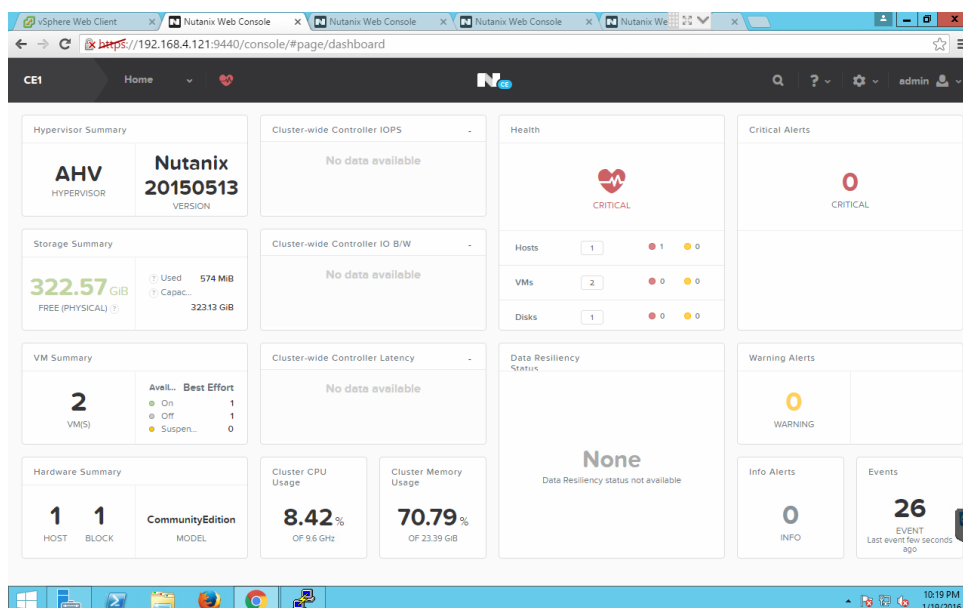 vSphere Web Client
Nutanix Web Console
Nutanix Web Console
Nutanix Web Console
Nutanix We
https://192.168.4.121:9440/console/#page/dashboard
CE1
Home
N CE
?
admin
Hypervisor Summary
AHV
HYPERVISOR
Nutanix
20150513
VERSION
Cluster-wide Controller IOPS -
No data available
Health
CRITICAL
Hosts 1 1 0
VMs 2 0 0
Disks 1 0 0
Critical Alerts
0
CRITICAL
Storage Summary
322.57 GiB
FREE (PHYSICAL) ?
? Used 574 MiB
? Capac...
323.13 GiB
Cluster-wide Controller IO B/W -
No data available
VM Summary
2
VM(S)
Avail... Best Effort
On 1
Off 1
Suspen... 0
Cluster-wide Controller Latency -
No data available
Data Resiliency
Status
None
Data Resiliency status not available
Warning Alerts
0
WARNING
Hardware Summary
1
HOST
1
BLOCK
CommunityEdition
MODEL
Cluster CPU
Usage
8.42 %
OF 9.6 GHz
Cluster Memory
Usage
70.79 %
OF 23.39 GiB
Info Alerts
0
INFO
Events
26
EVENT
Last event few seconds
ago
10:19 PM
1/19/2016